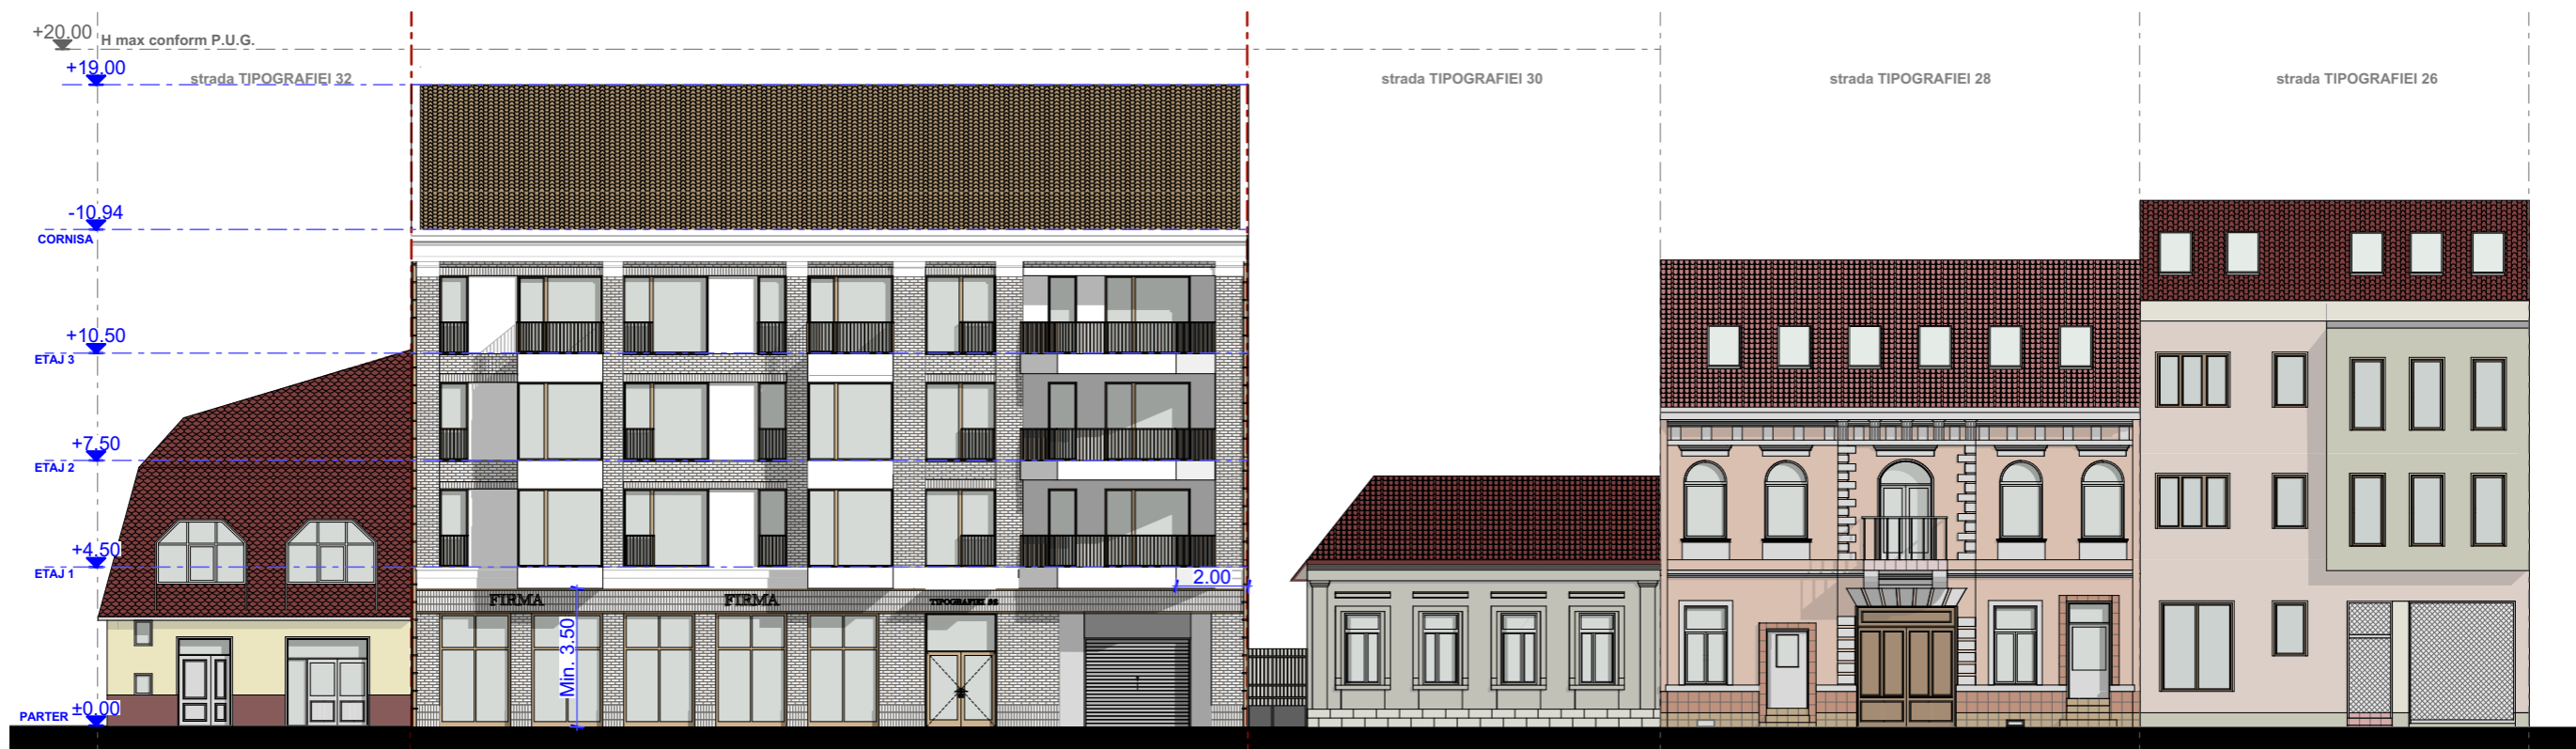 +20.00
H max conform P.U.G.
+19.00
strada TIPOGRAFIEI 32
strada TIPOGRAFIEI 30
strada TIPOGRAFIEI 28
strada TIPOGRAFIEI 26
-10.94
CORNISA
+10.50
ETAJ 3
+7.50
ETAJ 2
+4.50
ETAJ 1
2.00
FIRMA
FIRMA
TIPOGRAFIEI
Min. 3.50
PARTER ±0.00